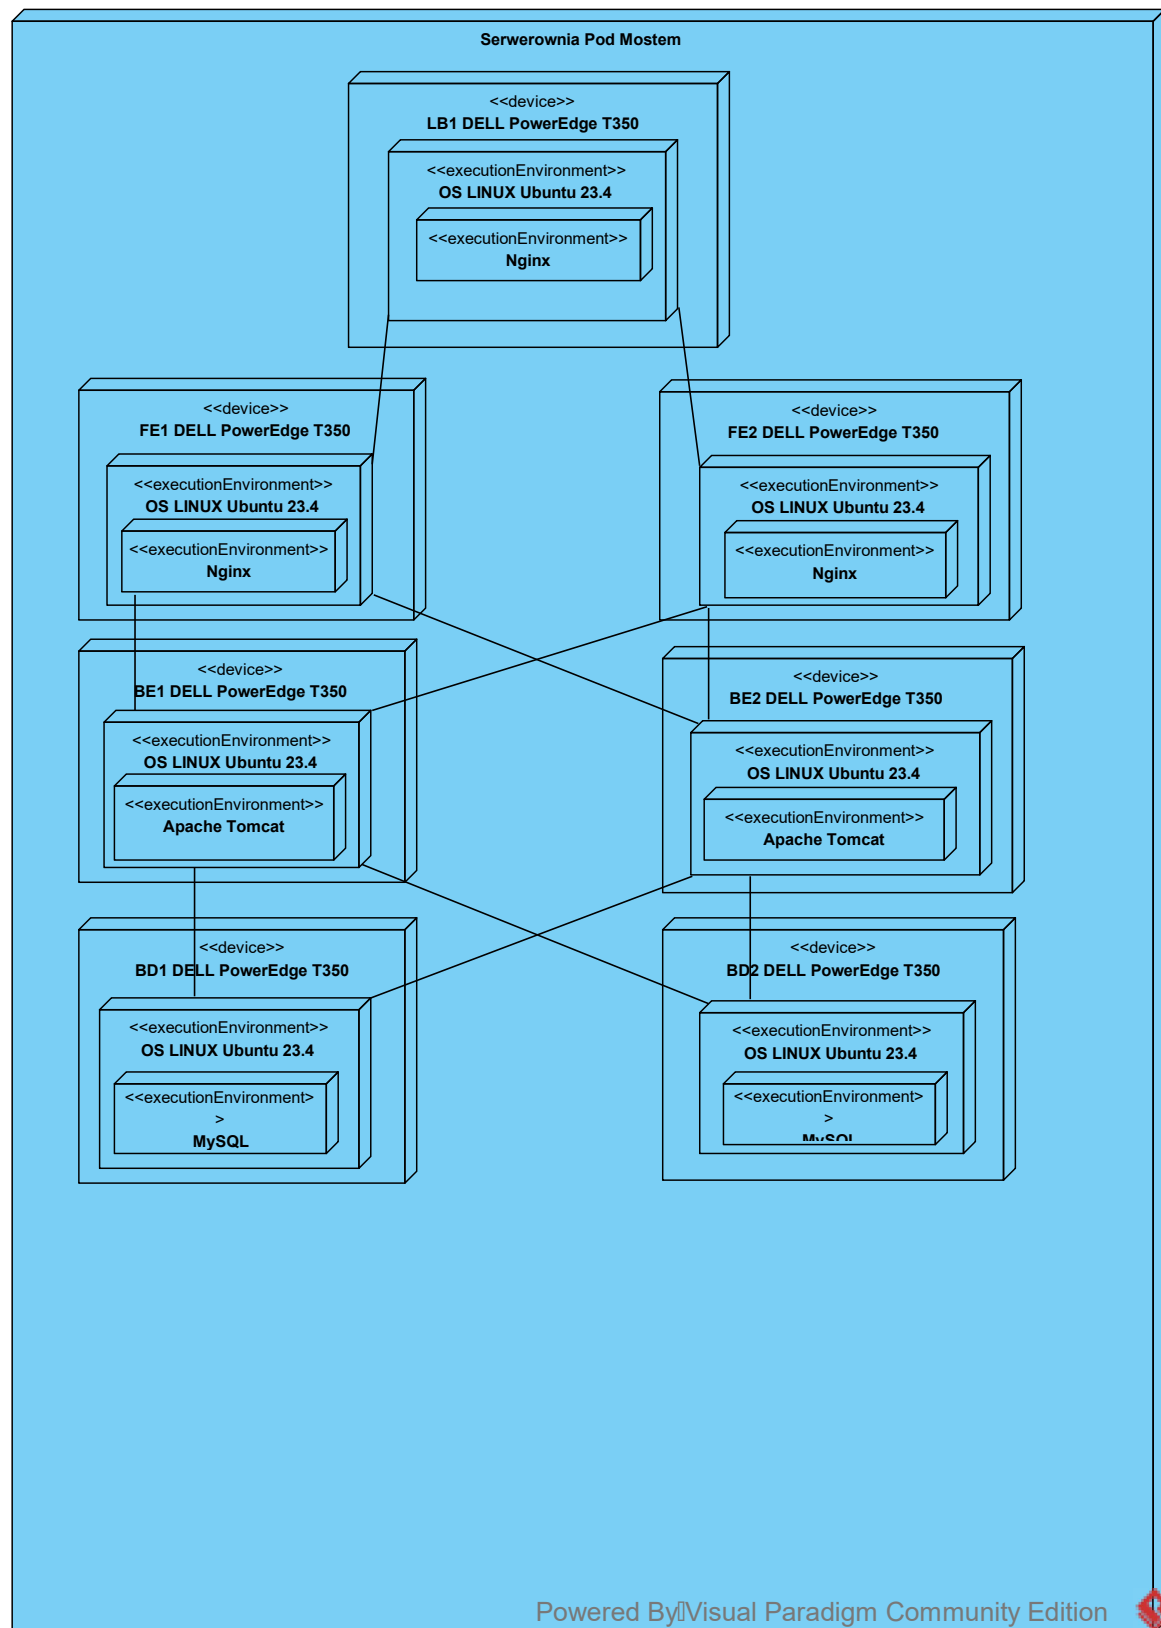 Serwerownia Pod Mostem
<<device>>
LB1 DELL PowerEdge T350
<<executionEnvironment>>
OS LINUX Ubuntu 23.4
<<executionEnvironment>>
Nginx
<<device>>
FE1 DELL PowerEdge T350
<<executionEnvironment>>
OS LINUX Ubuntu 23.4
<<executionEnvironment>>
Nginx
<<device>>
FE2 DELL PowerEdge T350
<<executionEnvironment>>
OS LINUX Ubuntu 23.4
<<executionEnvironment>>
Nginx
<<device>>
BE1 DELL PowerEdge T350
<<executionEnvironment>>
OS LINUX Ubuntu 23.4
<<executionEnvironment>>
Apache Tomcat
<<device>>
BE2 DELL PowerEdge T350
<<executionEnvironment>>
OS LINUX Ubuntu 23.4
<<executionEnvironment>>
Apache Tomcat
<<device>>
BD1 DELL PowerEdge T350
<<executionEnvironment>>
OS LINUX Ubuntu 23.4
<<executionEnvironment>
>
MySQL
<<device>>
BD2 DELL PowerEdge T350
<<executionEnvironment>>
OS LINUX Ubuntu 23.4
<<executionEnvironment>
>
MySQL
Powered By Visual Paradigm Community Edition